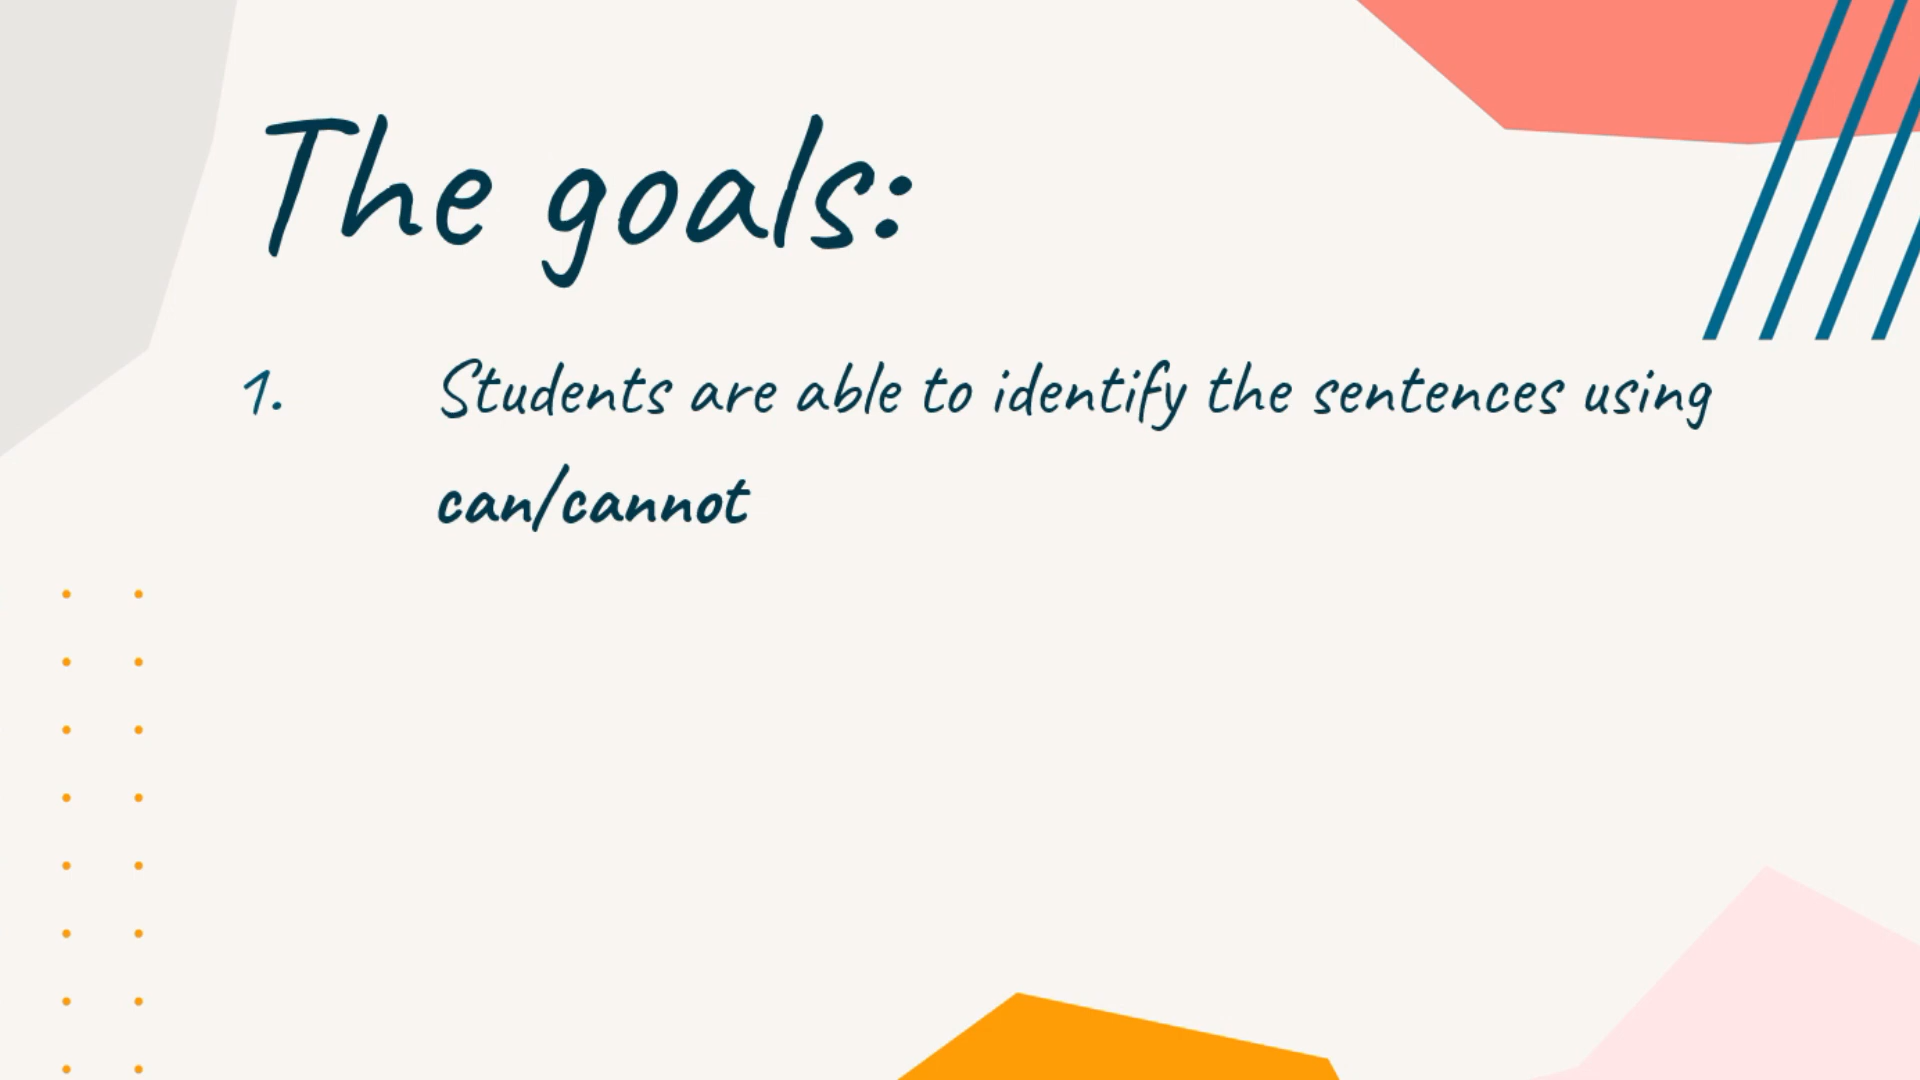 The goals:
1. Students are able to identify the sentences using
can/cannot